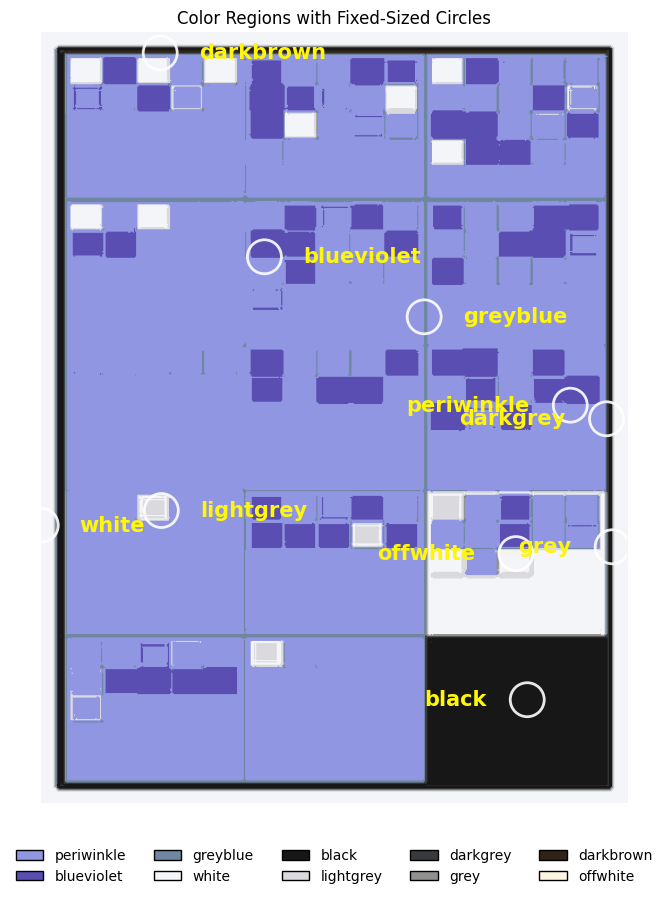 Color Regions with Fixed-Sized Circles
darkbrown
blueviolet
greyblue
periwinkle
darkgrey
lightgrey
white
grey
offwhite
black
periwinkle greyblue black darkgrey darkbrown
blueviolet white lightgrey grey offwhite